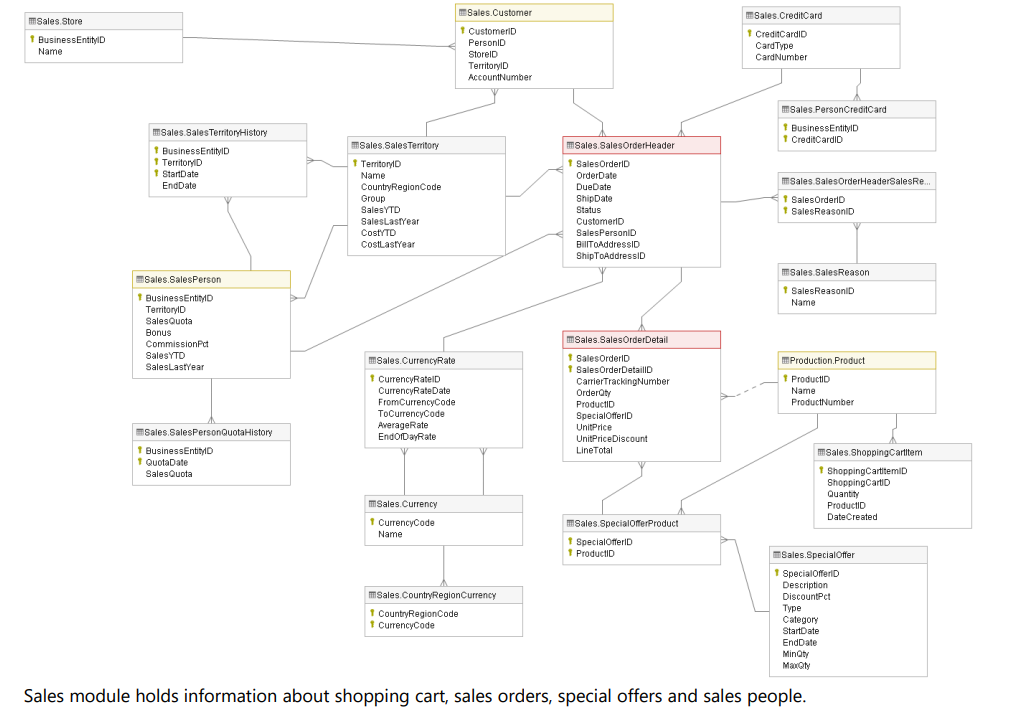 Sales.Store
BusinessEntityID
Name
Sales.Customer
CustomerID
PersonID
StoreID
TerritoryID
AccountNumber
Sales.CreditCard
CreditCardID
CardType
CardNumber
Sales.PersonCreditCard
BusinessEntityID
CreditCardID
Sales.SalesTerritoryHistory
BusinessEntityID
TerritoryID
StartDate
EndDate
Sales.SalesTerritory
TerritoryID
Name
CountryRegionCode
Group
SalesYTD
SalesLastYear
CostYTD
CostLastYear
Sales.SalesOrderHeader
SalesOrderID
OrderDate
DueDate
ShipDate
Status
CustomerID
SalesPersonID
BillToAddressID
ShipToAddressID
Sales.SalesOrderHeaderSalesRe...
SalesOrderID
SalesReasonID
Sales.SalesReason
SalesReasonID
Name
Sales.SalesPerson
BusinessEntityID
TerritoryID
SalesQuota
Bonus
CommissionPct
SalesYTD
SalesLastYear
Sales.SalesPersonQuotaHistory
BusinessEntityID
QuotaDate
SalesQuota
Sales.CurrencyRate
CurrencyRateID
CurrencyRateDate
FromCurrencyCode
ToCurrencyCode
AverageRate
EndOfDayRate
Sales.Currency
CurrencyCode
Name
Sales.CountryRegionCurrency
CountryRegionCode
CurrencyCode
Sales.SalesOrderDetail
SalesOrderID
SalesOrderDetailID
CarrierTrackingNumber
OrderQty
ProductID
SpecialOfferID
UnitPrice
UnitPriceDiscount
LineTotal
Production.Product
ProductID
Name
ProductNumber
Sales.ShoppingCartItem
ShoppingCartItemID
ShoppingCartID
Quantity
ProductID
DateCreated
Sales.SpecialOfferProduct
SpecialOfferID
ProductID
Sales.SpecialOffer
SpecialOfferID
Description
DiscountPct
Type
Category
StartDate
EndDate
MinQty
MaxQty
Sales module holds information about shopping cart, sales orders, special offers and sales people.